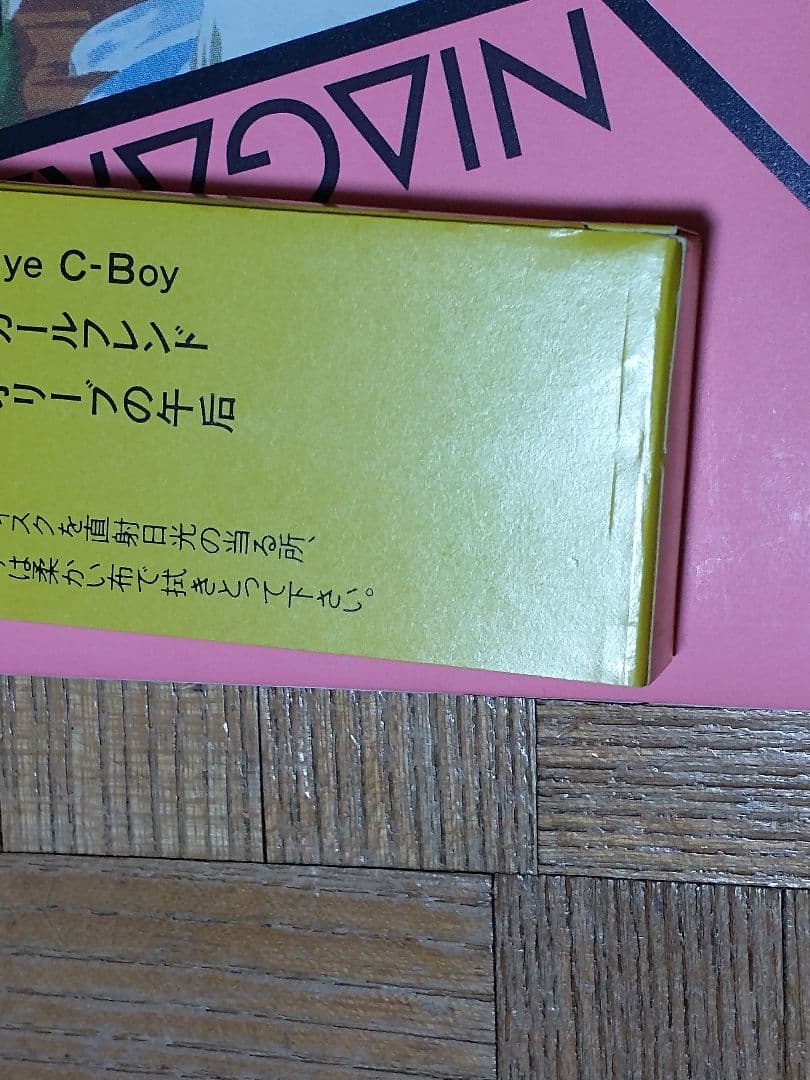 NIAGA
ye C-Boy
ガールフレンド
オリーブの午后
ィスクを直射日光の当る所、
は柔かい布で拭きとって下さい。